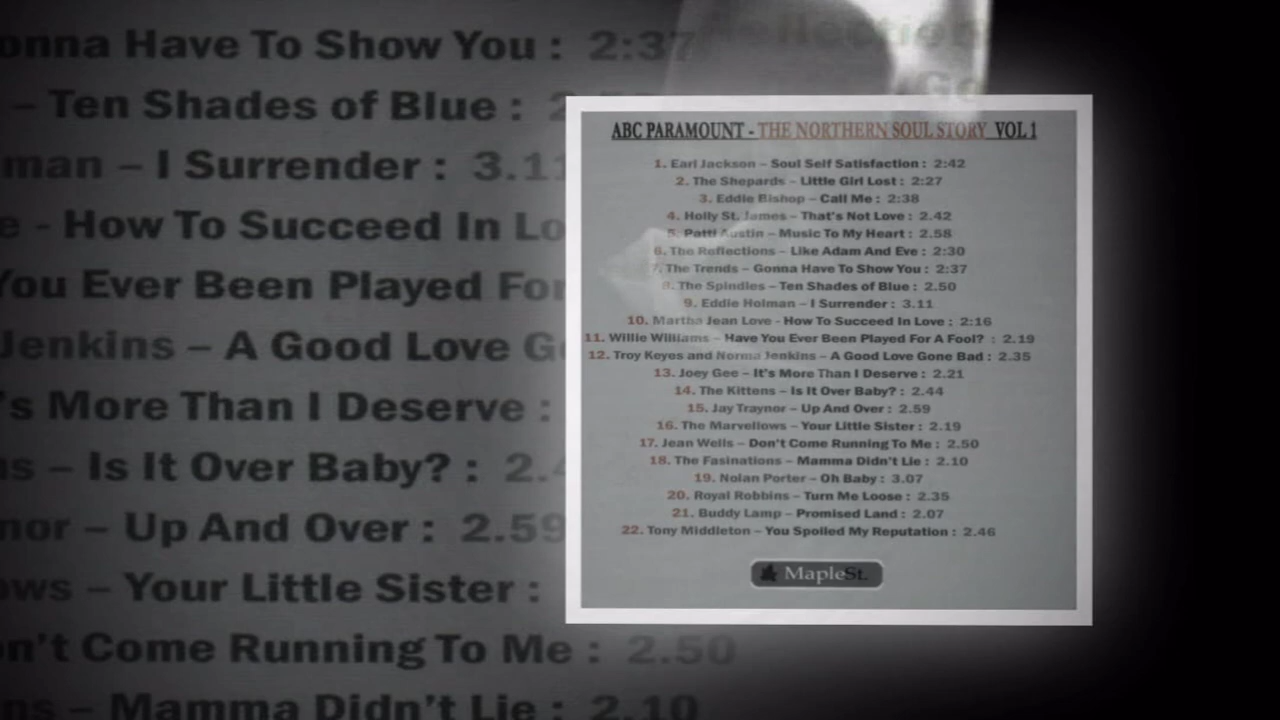 onna Have To Show You : 2:37
– Ten Shades of Blue : 2
man – I Surrender : 3.11
e - How To Succeed In Lo
You Ever Been Played For
Jenkins – A Good Love G
's More Than I Deserve :
ns – Is It Over Baby? : 2.4
nor – Up And Over : 2.59
ows – Your Little Sister :
on't Come Running To Me : 2.50
ns – Mamma Didn't Lie : 2.10
ABC PARAMOUNT - THE NORTHERN SOUL STORY VOL 1
1. Earl Jackson – Soul Self Satisfaction : 2:42
2. The Shepards – Little Girl Lost : 2:27
3. Eddie Bishop – Call Me : 2:38
4. Holly St. James – That's Not Love : 2.42
5. Patti Austin – Music To My Heart : 2.58
6. The Reflections – Like Adam And Eve : 2:30
7. The Trends – Gonna Have To Show You : 2:37
8. The Spindles – Ten Shades of Blue : 2.50
9. Eddie Holman – I Surrender : 3.11
10. Martha Jean Love - How To Succeed In Love : 2:16
11. Willie Williams – Have You Ever Been Played For A Fool? : 2.19
12. Troy Keyes and Norma Jenkins – A Good Love Gone Bad : 2.35
13. Joey Gee – It's More Than I Deserve : 2.21
14. The Kittens – Is It Over Baby? : 2.44
15. Jay Traynor – Up And Over : 2.59
16. The Marvellows – Your Little Sister : 2.19
17. Jean Wells – Don't Come Running To Me : 2.50
18. The Fasinations – Mamma Didn't Lie : 2.10
19. Nolan Porter – Oh Baby : 3.07
20. Royal Robbins – Turn Me Loose : 2.35
21. Buddy Lamp – Promised Land : 2.07
22. Tony Middleton – You Spoiled My Reputation : 2.46
MapleSt.